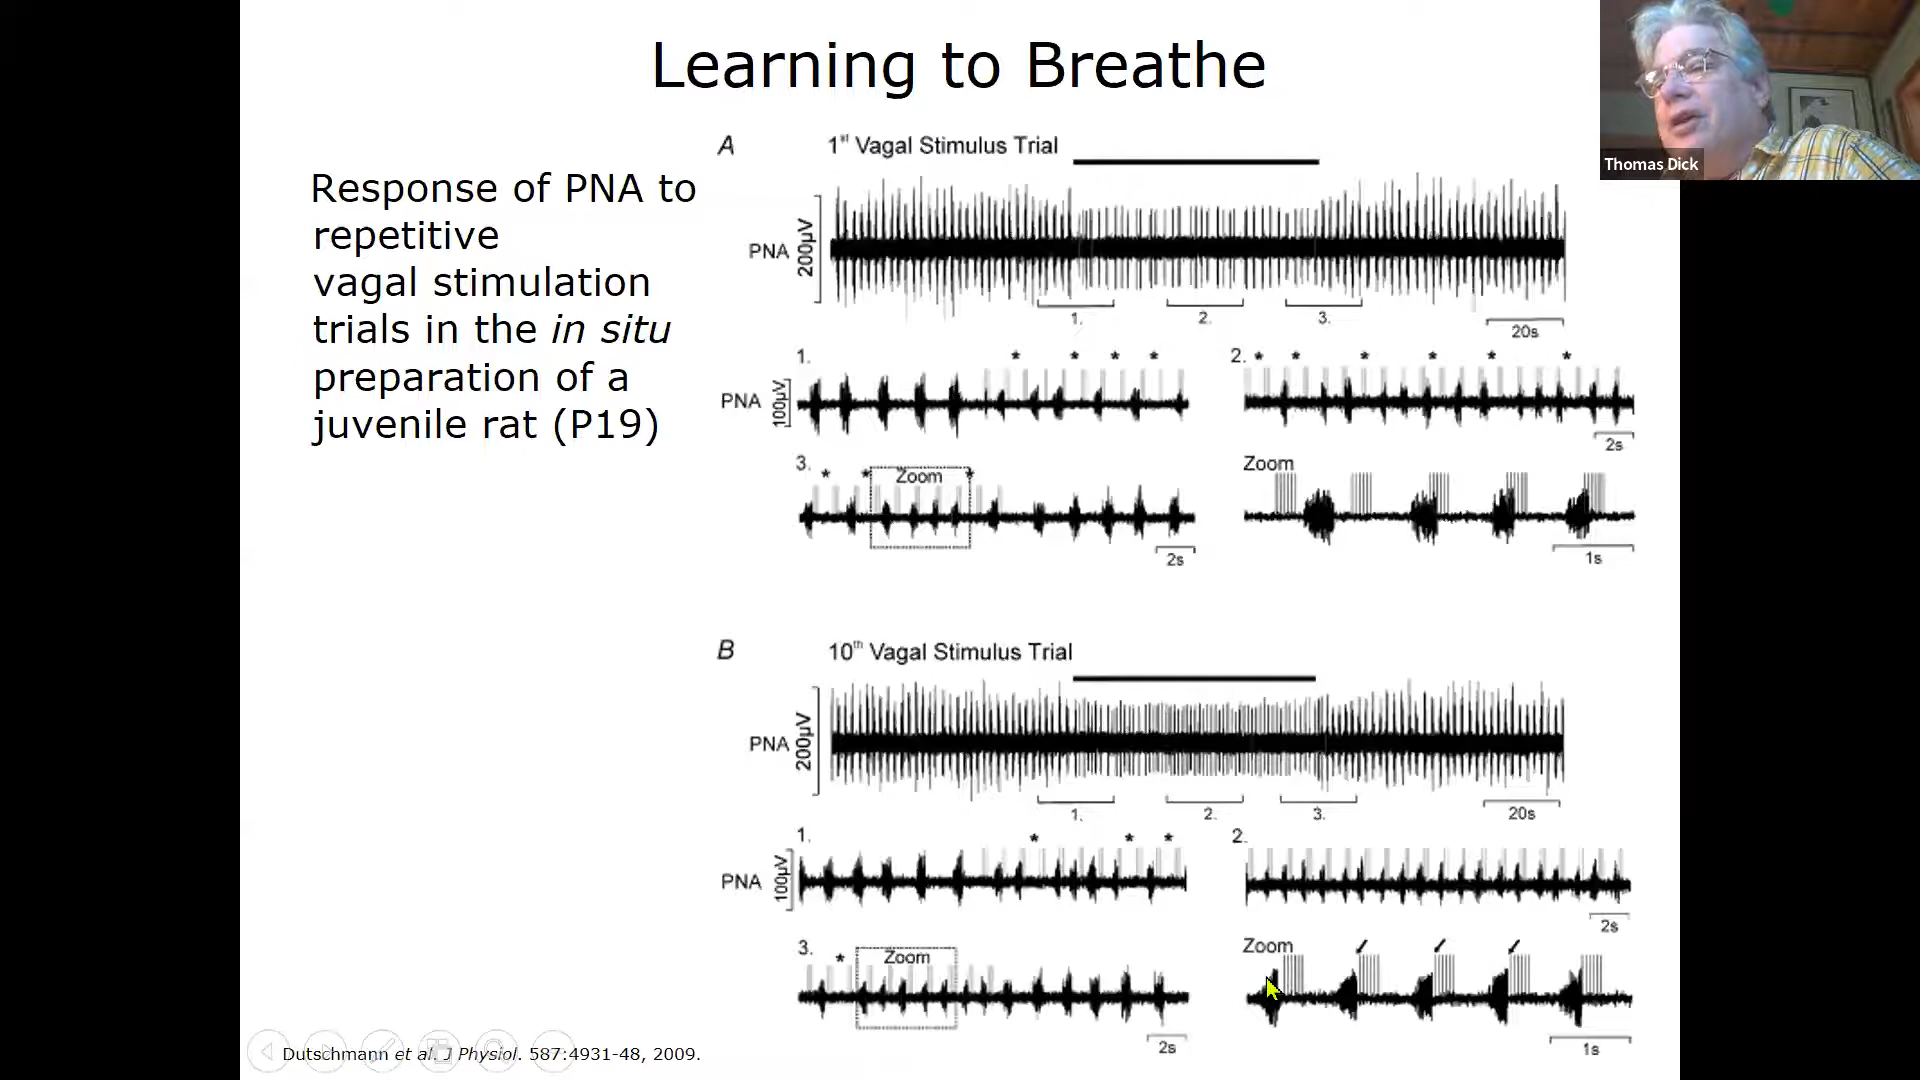 Learning to Breathe
Thomas Dick
Response of PNA to
repetitive
vagal stimulation
trials in the in situ
preparation of a
juvenile rat (P19)
A
1st Vagal Stimulus Trial
PNA
200µV
1.
2.
3.
20s
1.
* * * *
PNA
100µV
2.
* * * * * *
2s
3.
* * *
Zoom
2s
Zoom
1s
B
10th Vagal Stimulus Trial
PNA
200µV
1.
2.
3.
20s
1.
* * *
PNA
100µV
2.
2s
3.
*
Zoom
2s
Zoom
1s
Dutschmann et al. J Physiol. 587:4931-48, 2009.